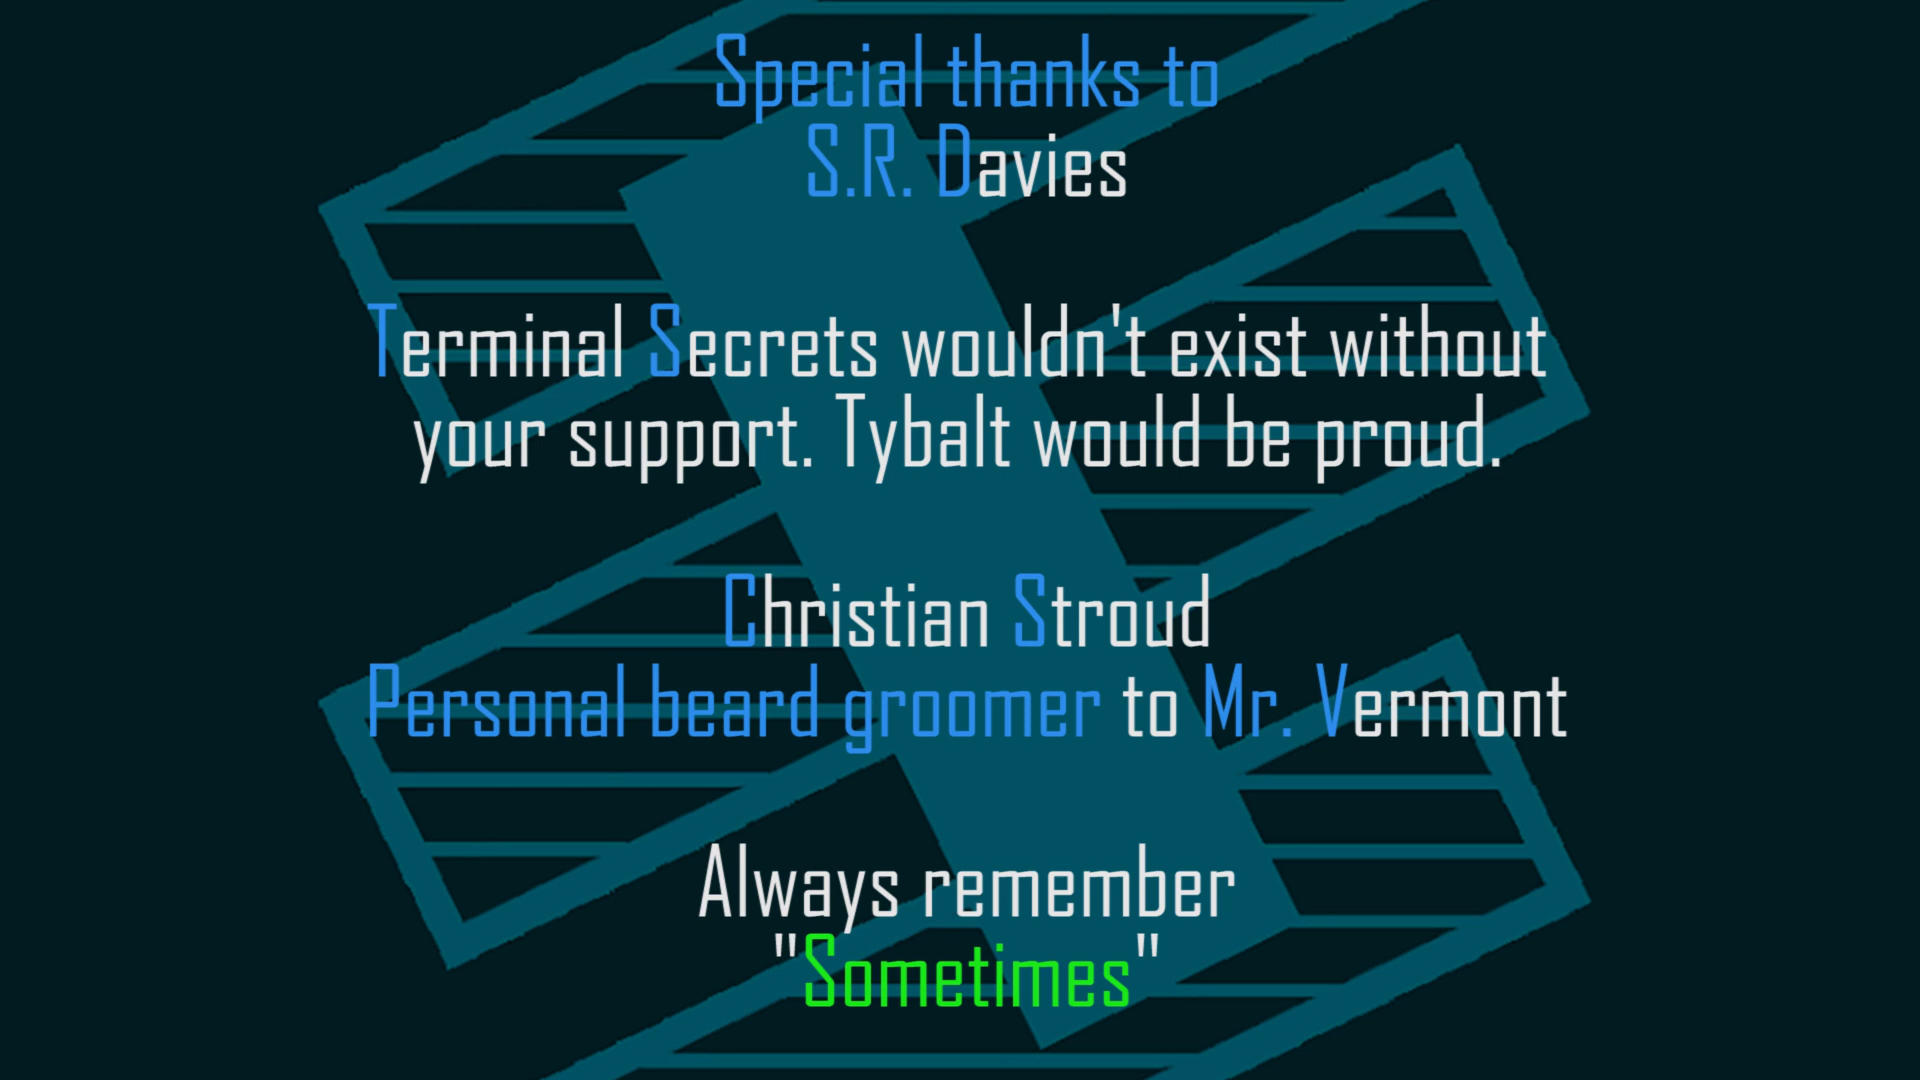 Special thanks to
S.R. Davies
Terminal Secrets wouldn't exist without
your support. Tybalt would be proud.
Christian Stroud
Personal beard groomer to Mr. Vermont
Always remember
"Sometimes"